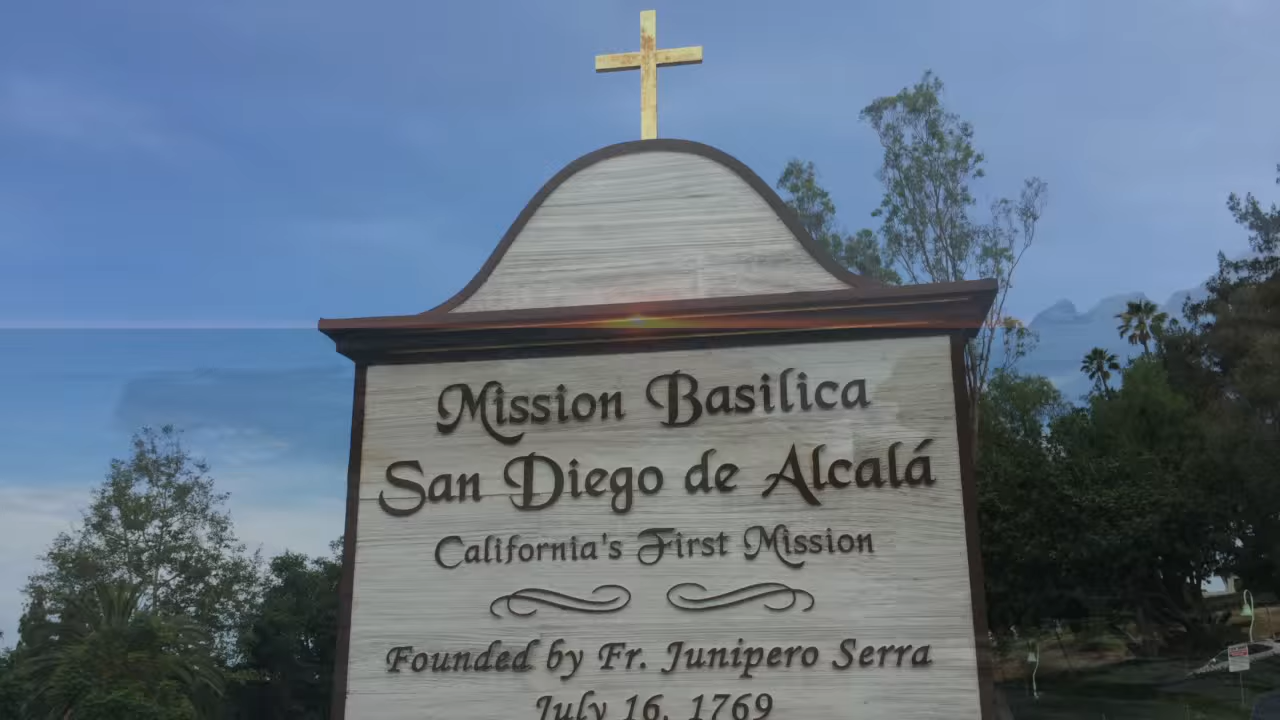 Mission Basilica
San Diego de Alcalá
California's First Mission
Founded by Fr. Junipero Serra
July 16, 1769